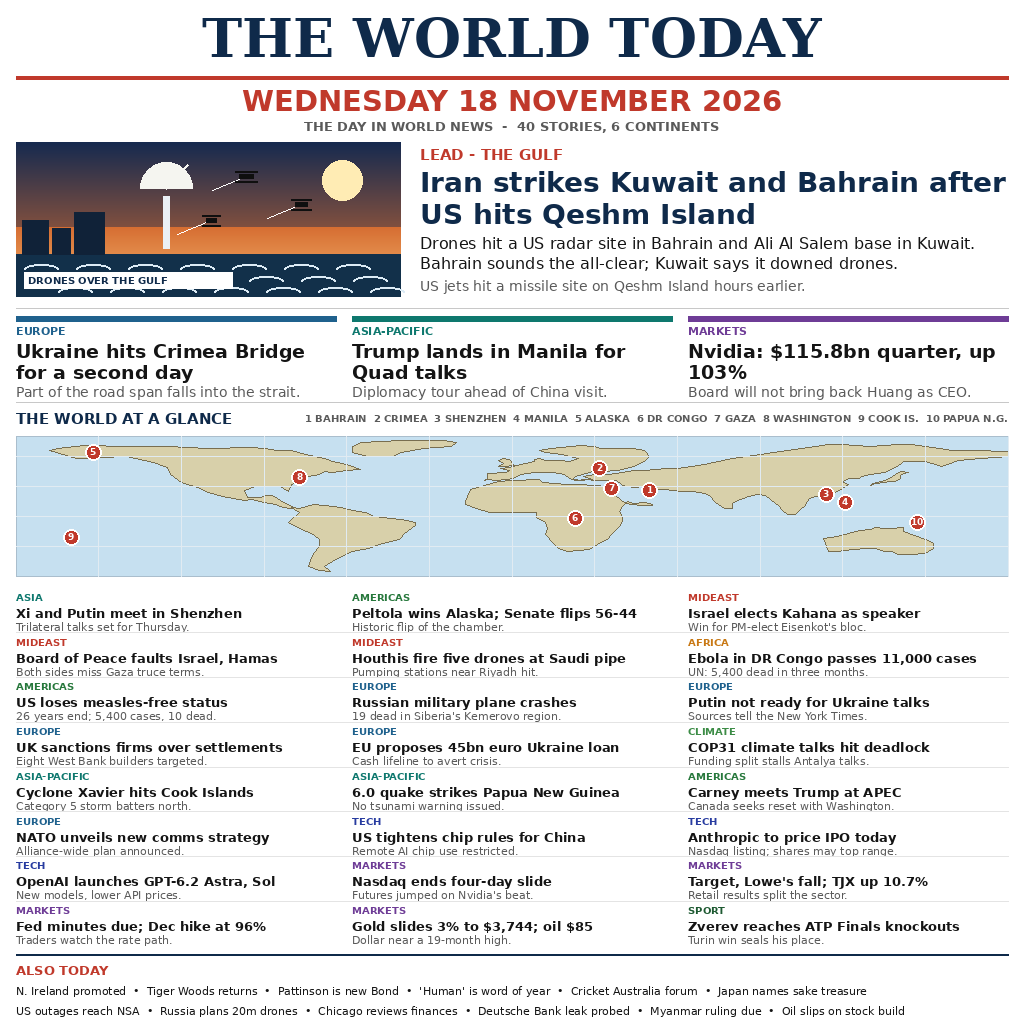 THE WORLD TODAY
WEDNESDAY 18 NOVEMBER 2026
THE DAY IN WORLD NEWS - 40 STORIES, 6 CONTINENTS
DRONES OVER THE GULF
LEAD - THE GULF
Iran strikes Kuwait and Bahrain after
US hits Qeshm Island
Drones hit a US radar site in Bahrain and Ali Al Salem base in Kuwait.
Bahrain sounds the all-clear; Kuwait says it downed drones.
US jets hit a missile site on Qeshm Island hours earlier.
EUROPE
Ukraine hits Crimea Bridge
for a second day
Part of the road span falls into the strait.
ASIA-PACIFIC
Trump lands in Manila for
Quad talks
Diplomacy tour ahead of China visit.
MARKETS
Nvidia: $115.8bn quarter, up
103%
Board will not bring back Huang as CEO.
THE WORLD AT A GLANCE
1 BAHRAIN 2 CRIMEA 3 SHENZHEN 4 MANILA 5 ALASKA 6 DR CONGO 7 GAZA 8 WASHINGTON 9 COOK IS. 10 PAPUA N.G.
5
8
2
7
1
3
4
6
10
9
ASIA
Xi and Putin meet in Shenzhen
Trilateral talks set for Thursday.
AMERICAS
Peltola wins Alaska; Senate flips 56-44
Historic flip of the chamber.
MIDEAST
Israel elects Kahana as speaker
Win for PM-elect Eisenkot's bloc.
MIDEAST
Board of Peace faults Israel, Hamas
Both sides miss Gaza truce terms.
MIDEAST
Houthis fire five drones at Saudi pipe
Pumping stations near Riyadh hit.
AFRICA
Ebola in DR Congo passes 11,000 cases
UN: 5,400 dead in three months.
AMERICAS
US loses measles-free status
26 years end; 5,400 cases, 10 dead.
EUROPE
Russian military plane crashes
19 dead in Siberia's Kemerovo region.
EUROPE
Putin not ready for Ukraine talks
Sources tell the New York Times.
EUROPE
UK sanctions firms over settlements
Eight West Bank builders targeted.
EUROPE
EU proposes 45bn euro Ukraine loan
Cash lifeline to avert crisis.
CLIMATE
COP31 climate talks hit deadlock
Funding split stalls Antalya talks.
ASIA-PACIFIC
Cyclone Xavier hits Cook Islands
Category 5 storm batters north.
ASIA-PACIFIC
6.0 quake strikes Papua New Guinea
No tsunami warning issued.
AMERICAS
Carney meets Trump at APEC
Canada seeks reset with Washington.
EUROPE
NATO unveils new comms strategy
Alliance-wide plan announced.
TECH
US tightens chip rules for China
Remote AI chip use restricted.
TECH
Anthropic to price IPO today
Nasdaq listing; shares may top range.
TECH
OpenAI launches GPT-6.2 Astra, Sol
New models, lower API prices.
MARKETS
Nasdaq ends four-day slide
Futures jumped on Nvidia's beat.
MARKETS
Target, Lowe's fall; TJX up 10.7%
Retail results split the sector.
MARKETS
Fed minutes due; Dec hike at 96%
Traders watch the rate path.
MARKETS
Gold slides 3% to $3,744; oil $85
Dollar near a 19-month high.
SPORT
Zverev reaches ATP Finals knockouts
Turin win seals his place.
ALSO TODAY
N. Ireland promoted • Tiger Woods returns • Pattinson is new Bond • 'Human' is word of year • Cricket Australia forum • Japan names sake treasure
US outages reach NSA • Russia plans 20m drones • Chicago reviews finances • Deutsche Bank leak probed • Myanmar ruling due • Oil slips on stock build